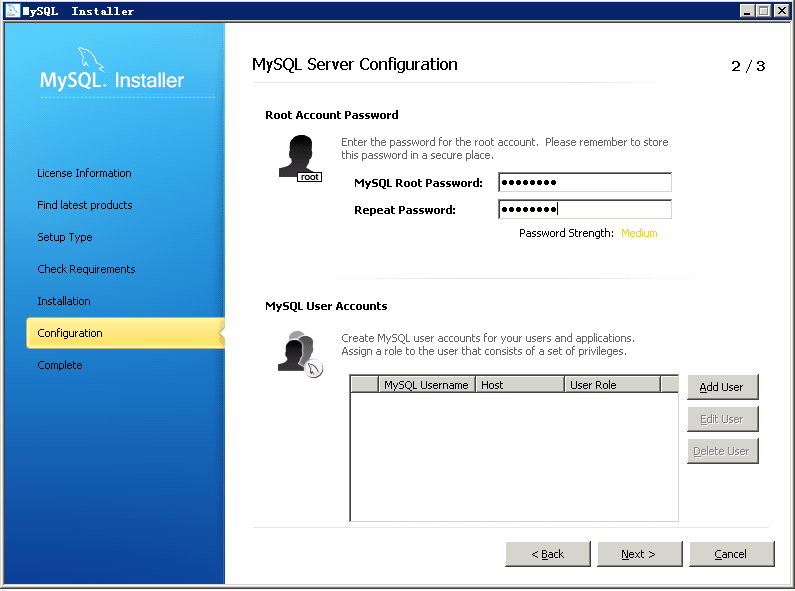 MySQL Installer
MySQL. Installer
MySQL Server Configuration
2 / 3
License Information
Find latest products
Setup Type
Check Requirements
Installation
Configuration
Complete
Root Account Password
root
Enter the password for the root account. Please remember to store
this password in a secure place.
MySQL Root Password: ●●●●●●●●
Repeat Password: ●●●●●●●●
Password Strength: Medium
MySQL User Accounts
Create MySQL user accounts for your users and applications.
Assign a role to the user that consists of a set of privileges.
MySQL Username Host User Role
Add User
Edit User
Delete User
< Back Next > Cancel